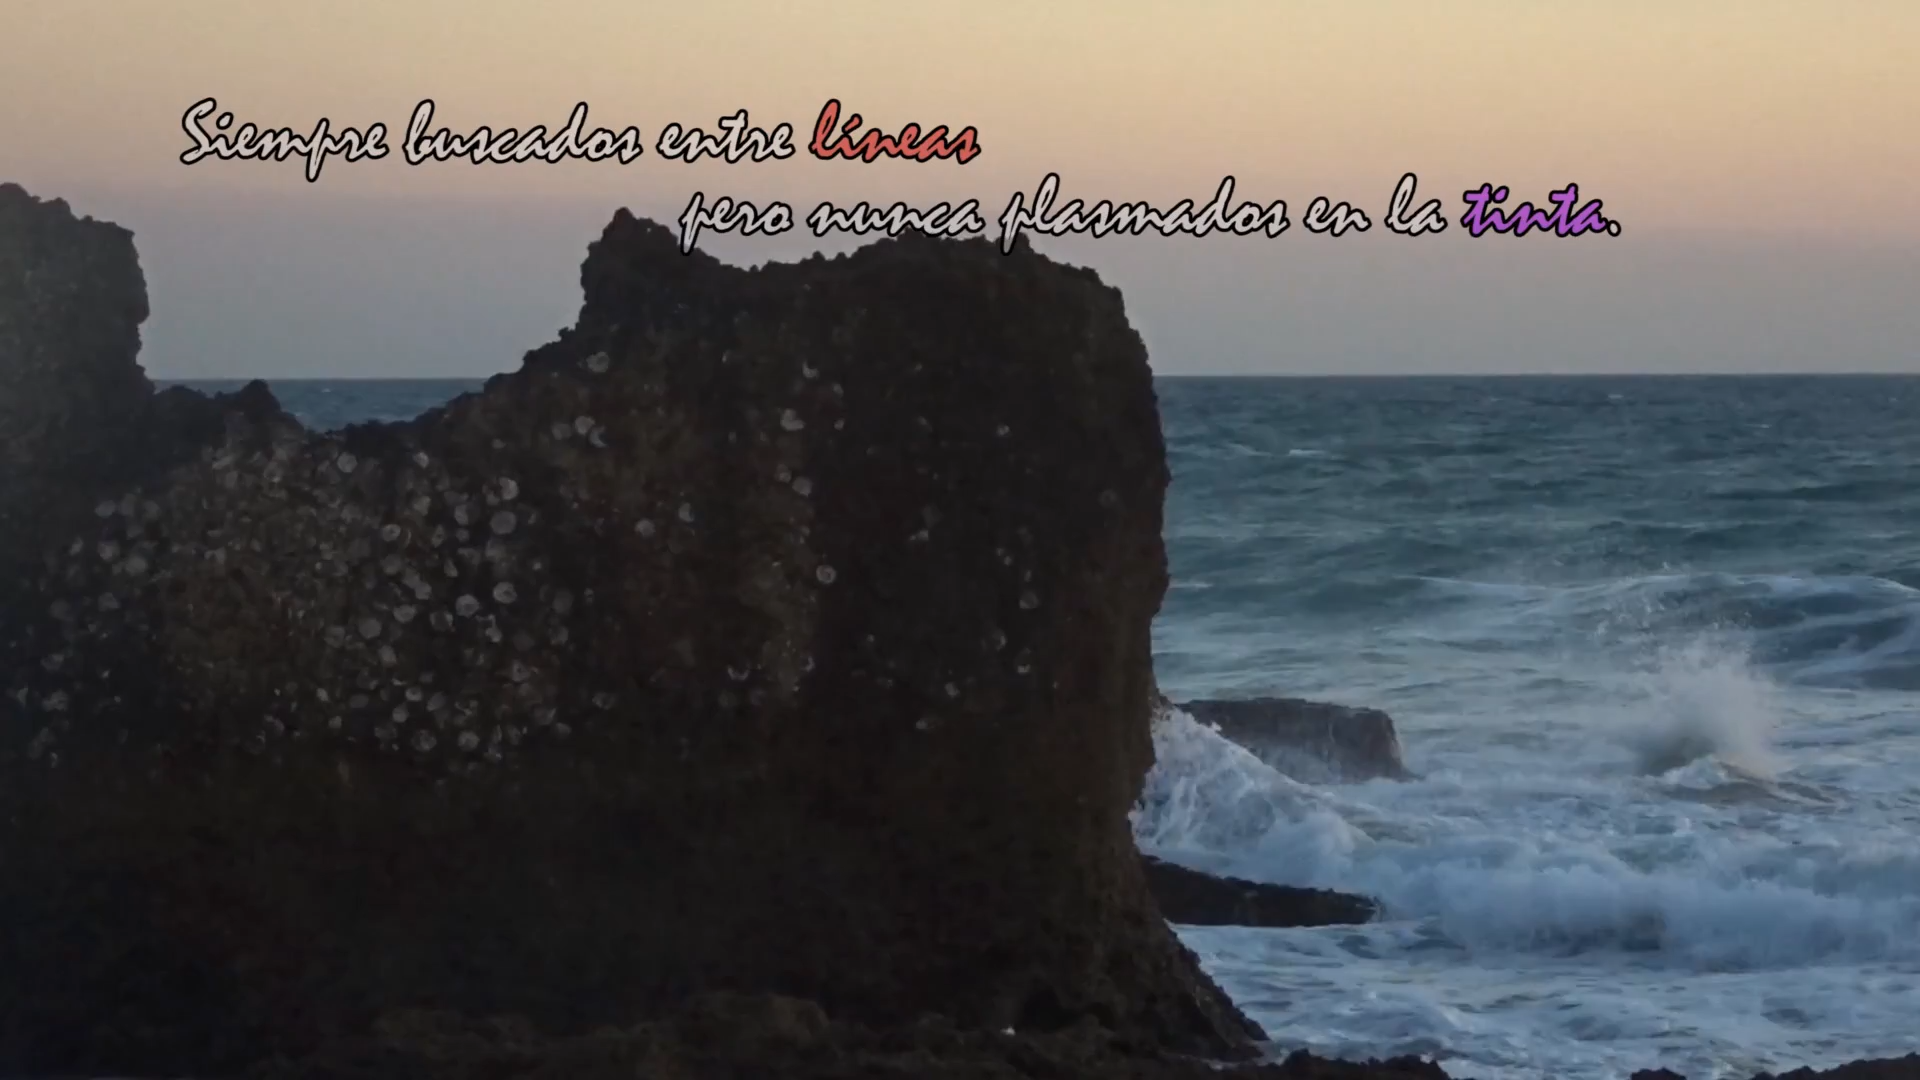 Siempre buscados entre líneas
pero nunca plasmados en la tinta.